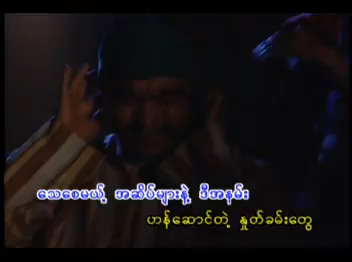 သေစေမယ့် အဆိပ်များနဲ့ ဒီအနမ်း
ဟန်ဆောင်တဲ့ နှုတ်ခမ်းတွေ